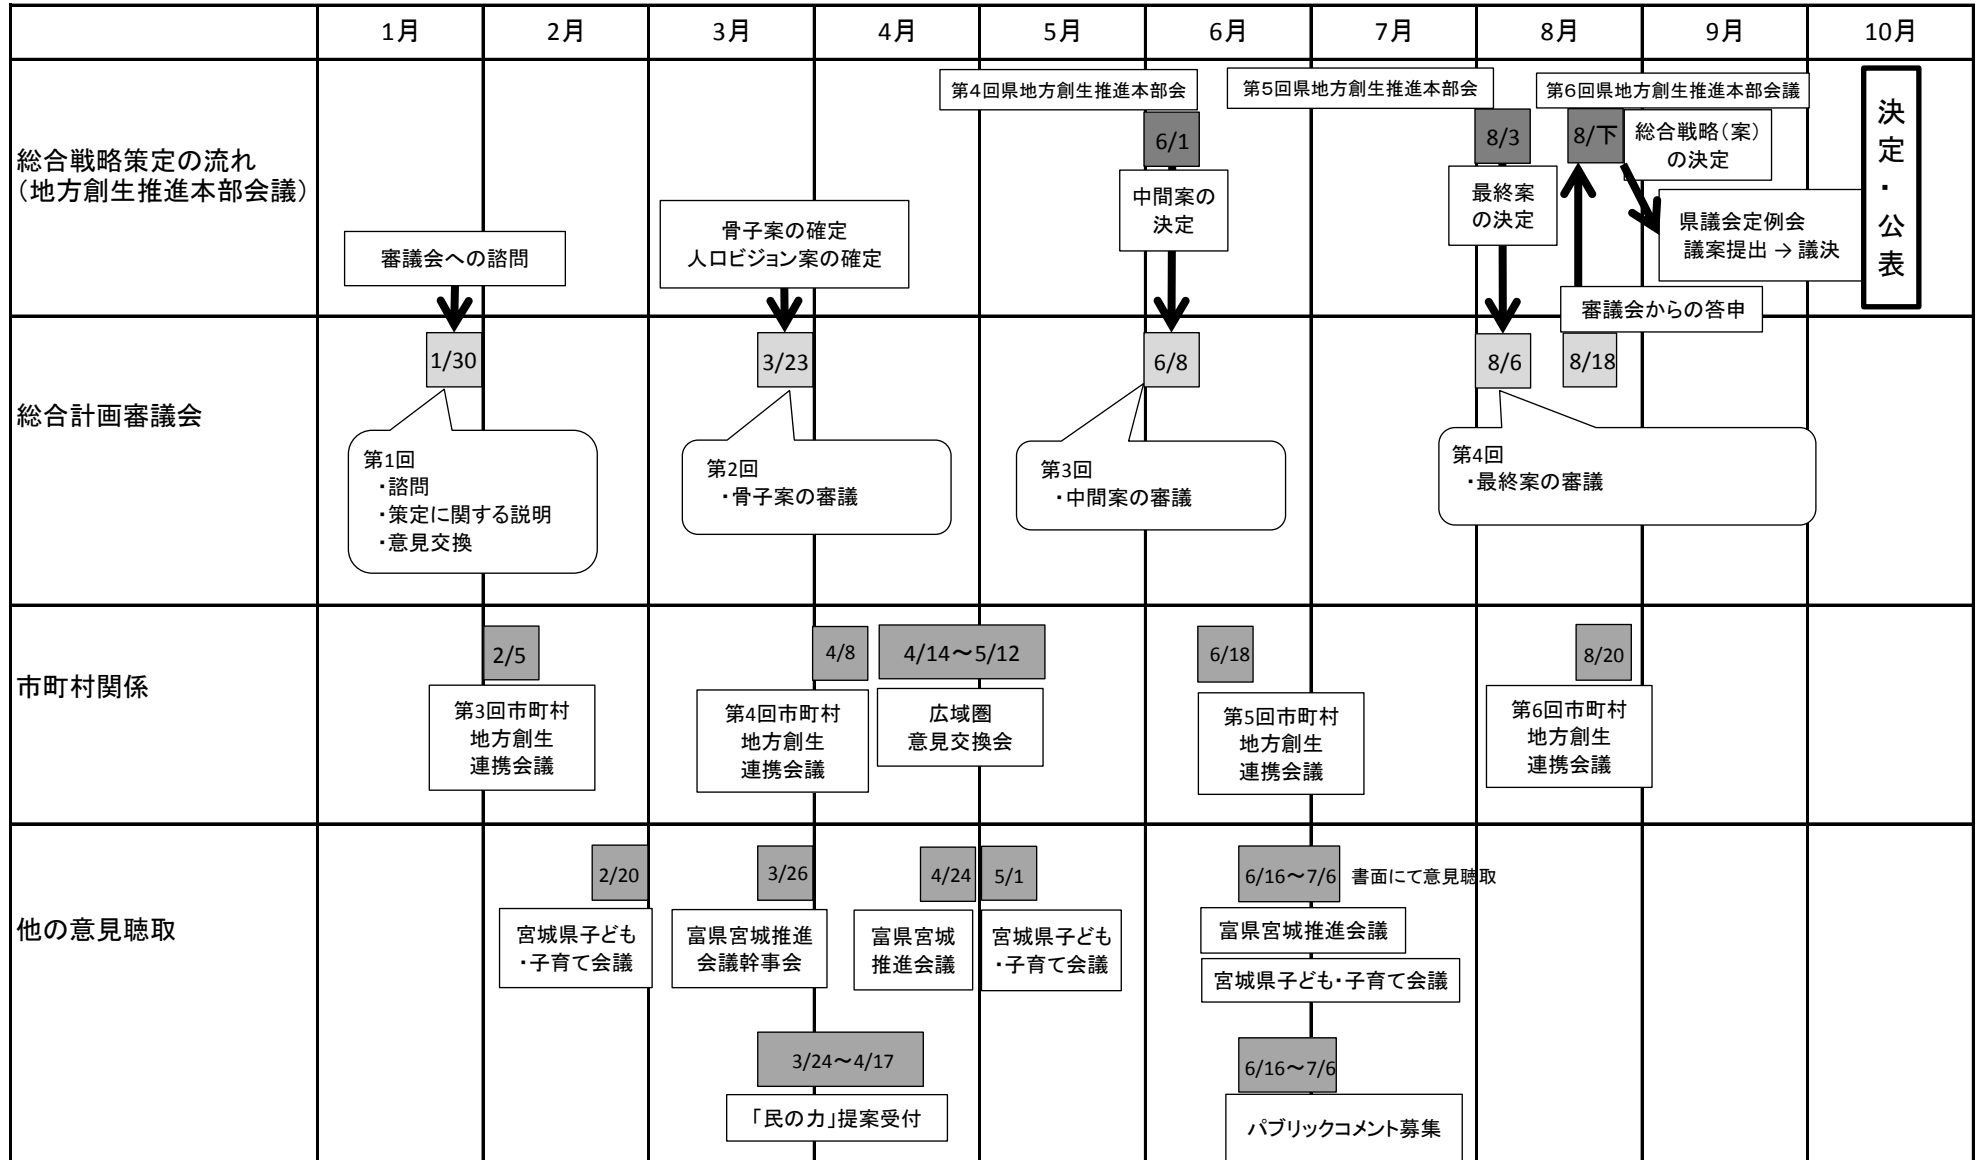 1月
2月
3月
4月
5月
6月
7月
8月
9月
10月
総合戦略策定の流れ
（地方創生推進本部会議）
審議会への諮問
骨子案の確定
人口ビジョン案の確定
第4回県地方創生推進本部会
6/1
中間案の
決定
第5回県地方創生推進本部会
8/3
最終案
の決定
第6回県地方創生推進本部会議
8/下
総合戦略（案）
の決定
県議会定例会
議案提出 → 議決
審議会からの答申
決定・公表
総合計画審議会
1/30
3/23
6/8
8/6
8/18
第1回
・諮問
・策定に関する説明
・意見交換
第2回
・骨子案の審議
第3回
・中間案の審議
第4回
・最終案の審議
市町村関係
2/5
第3回市町村
地方創生
連携会議
4/8
第4回市町村
地方創生
連携会議
4/14～5/12
広域圏
意見交換会
6/18
第5回市町村
地方創生
連携会議
8/20
第6回市町村
地方創生
連携会議
他の意見聴取
2/20
宮城県子ども
・子育て会議
3/26
富県宮城推進
会議幹事会
4/24
富県宮城
推進会議
5/1
宮城県子ども
・子育て会議
6/16～7/6 書面にて意見聴取
富県宮城推進会議
宮城県子ども・子育て会議
3/24～4/17
「民の力」提案受付
6/16～7/6
パブリックコメント募集